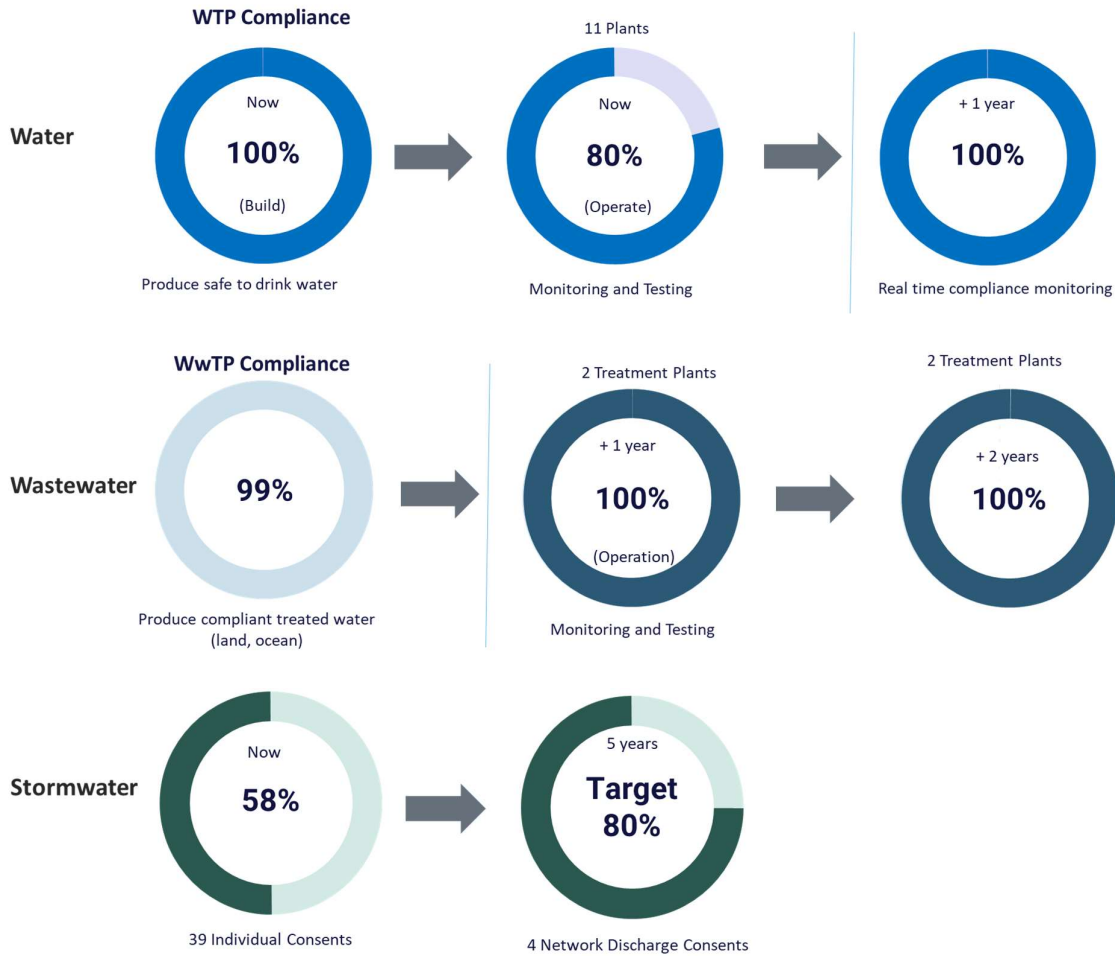 WTP Compliance
11 Plants
Water
Now
100%
(Build)
Now
80%
(Operate)
+ 1 year
100%
Produce safe to drink water
Monitoring and Testing
Real time compliance monitoring
WwTP Compliance
2 Treatment Plants
2 Treatment Plants
Wastewater
99%
+ 1 year
100%
(Operation)
+ 2 years
100%
Produce compliant treated water
(land, ocean)
Monitoring and Testing
Stormwater
Now
58%
5 years
Target
80%
39 Individual Consents
4 Network Discharge Consents